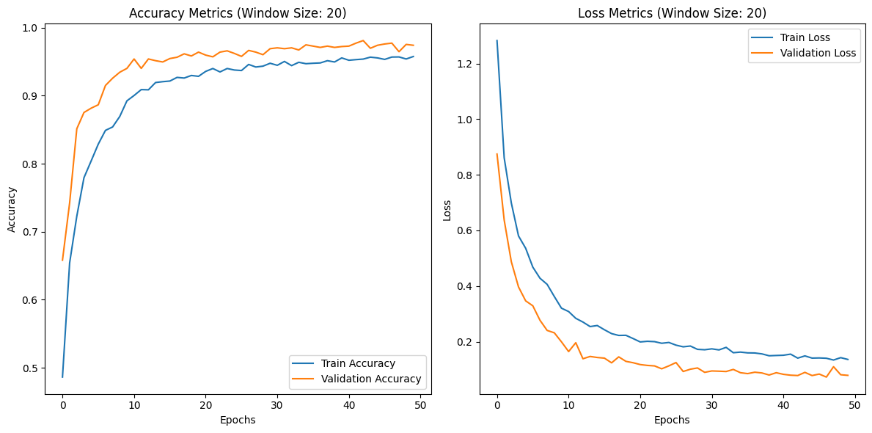 Accuracy Metrics (Window Size: 20)
1.0
0.9
0.8
0.7
0.6
0.5
Accuracy
0
10
20
30
40
50
Epochs
Train Accuracy
Validation Accuracy
Loss Metrics (Window Size: 20)
1.2
1.0
0.8
0.6
0.4
0.2
Loss
0
10
20
30
40
50
Epochs
Train Loss
Validation Loss